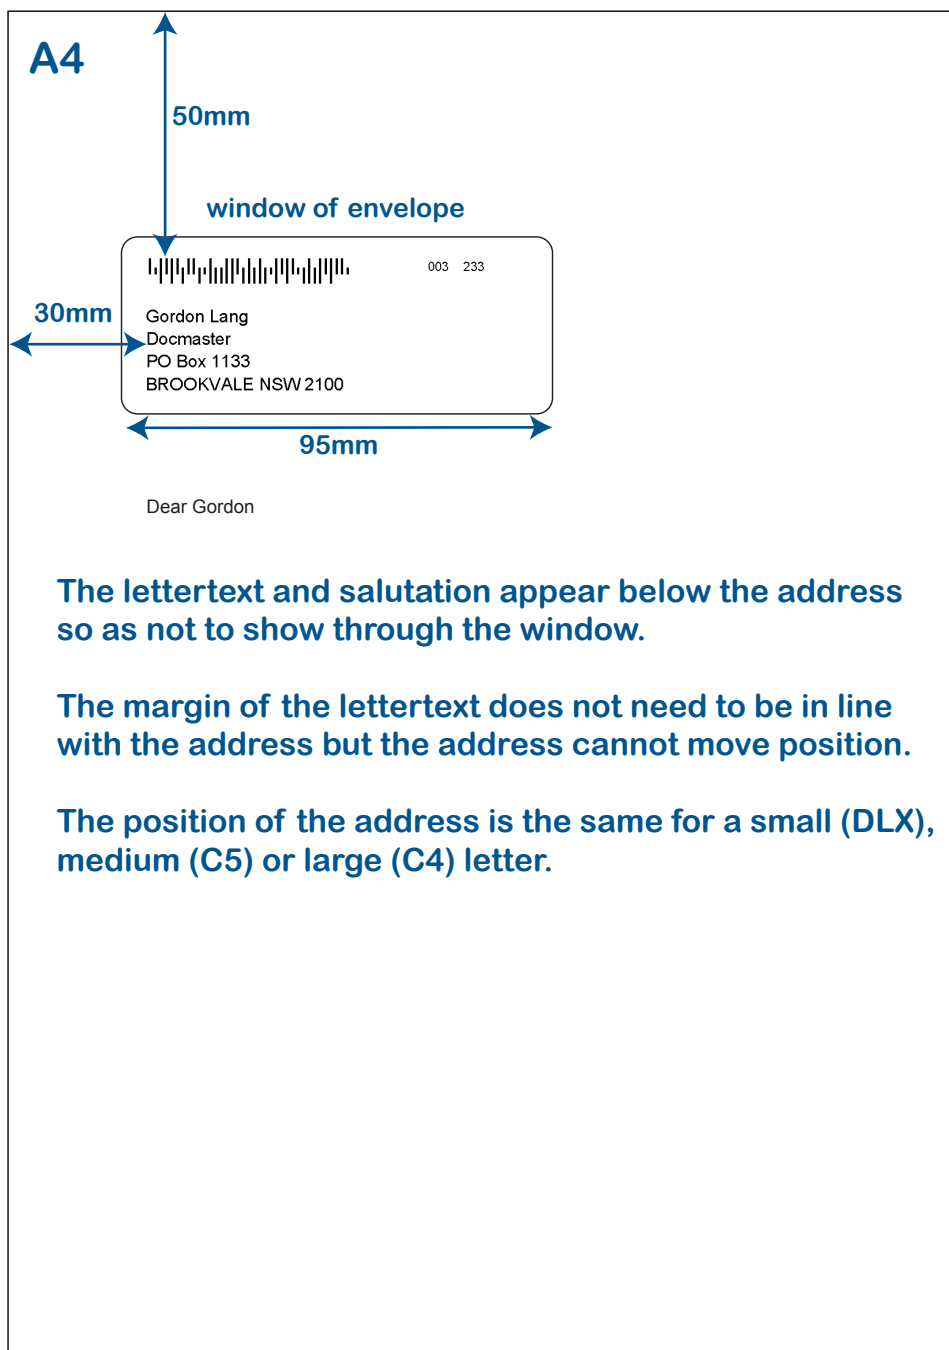 A4
50mm
window of envelope
003 233
30mm
Gordon Lang
Docmaster
PO Box 1133
BROOKVALE NSW 2100
95mm
Dear Gordon
The lettertext and salutation appear below the address
so as not to show through the window.
The margin of the lettertext does not need to be in line
with the address but the address cannot move position.
The position of the address is the same for a small (DLX),
medium (C5) or large (C4) letter.